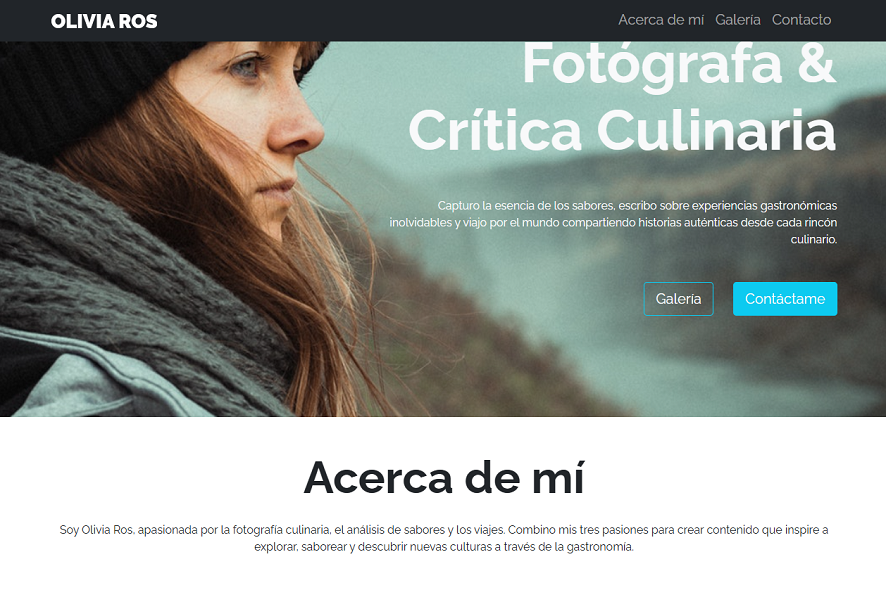 OLIVIA ROS
Acerca de mí Galería Contacto
Fotógrafa &
Crítica Culinaria
Capturo la esencia de los sabores, escribo sobre experiencias gastronómicas
inolvidables y viajo por el mundo compartiendo historias auténticas desde cada rincón
culinario.
Galería Contáctame
Acerca de mí
Soy Olivia Ros, apasionada por la fotografía culinaria, el análisis de sabores y los viajes. Combino mis tres pasiones para crear contenido que inspire a
explorar, saborear y descubrir nuevas culturas a través de la gastronomía.